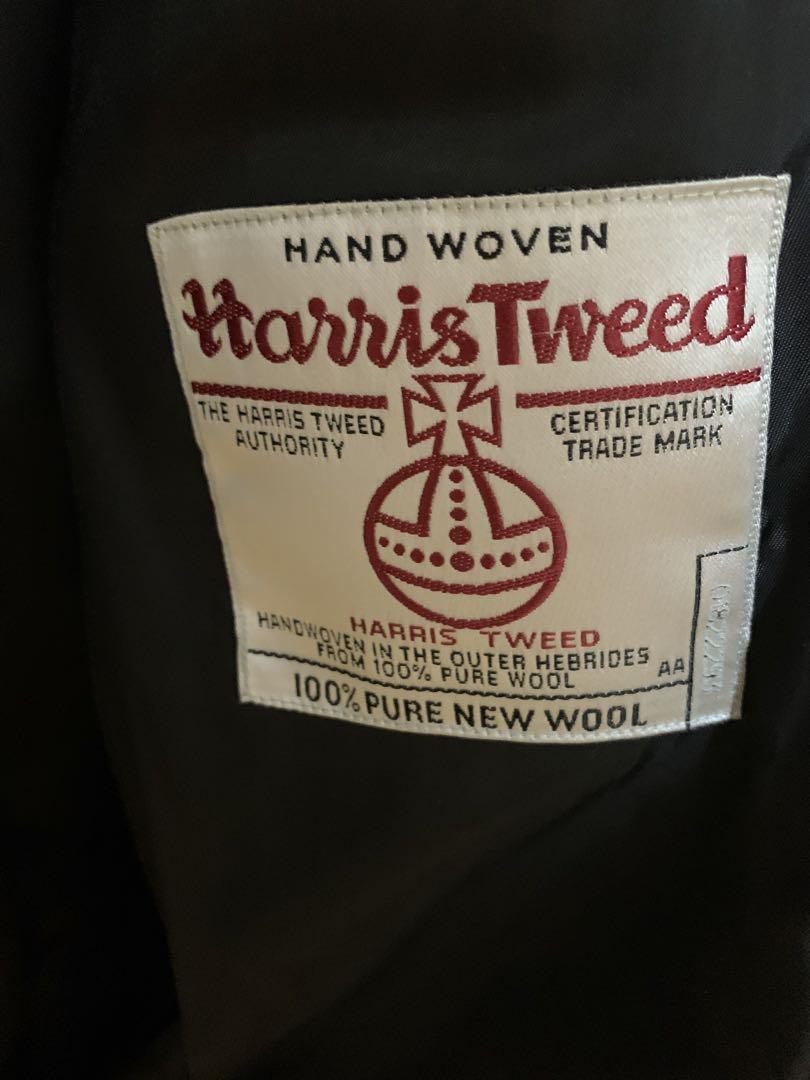 HAND WOVEN
Harris Tweed
THE HARRIS TWEED
AUTHORITY
CERTIFICATION
TRADE MARK
HARRIS TWEED
HANDWOVEN IN THE OUTER HEBRIDES
FROM 100% PURE WOOL
AA
100% PURE NEW WOOL